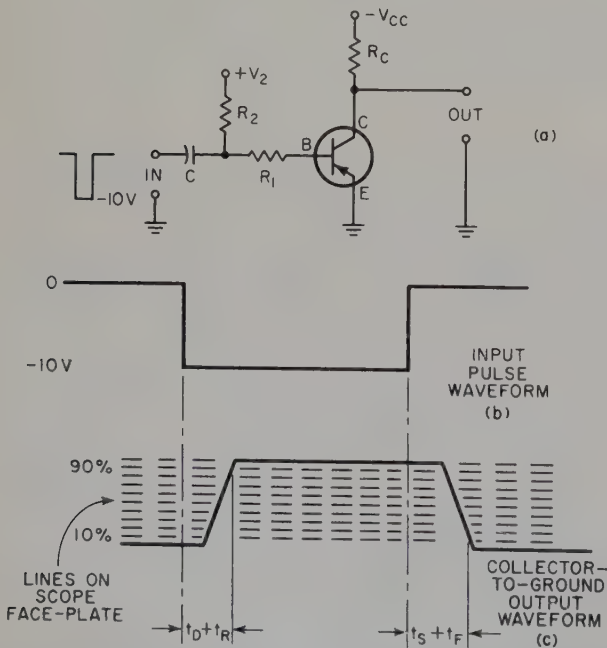 -VCC
RC
+V2
R2
C
OUT
(a)
B
IN
C
R1
E
-10V
0
-10V
INPUT
PULSE
WAVEFORM
(b)
90%
10%
LINES ON
SCOPE
FACE-PLATE
tD+tR
tS+tF
COLLECTOR-
TO-GROUND
OUTPUT
WAVEFORM
(c)